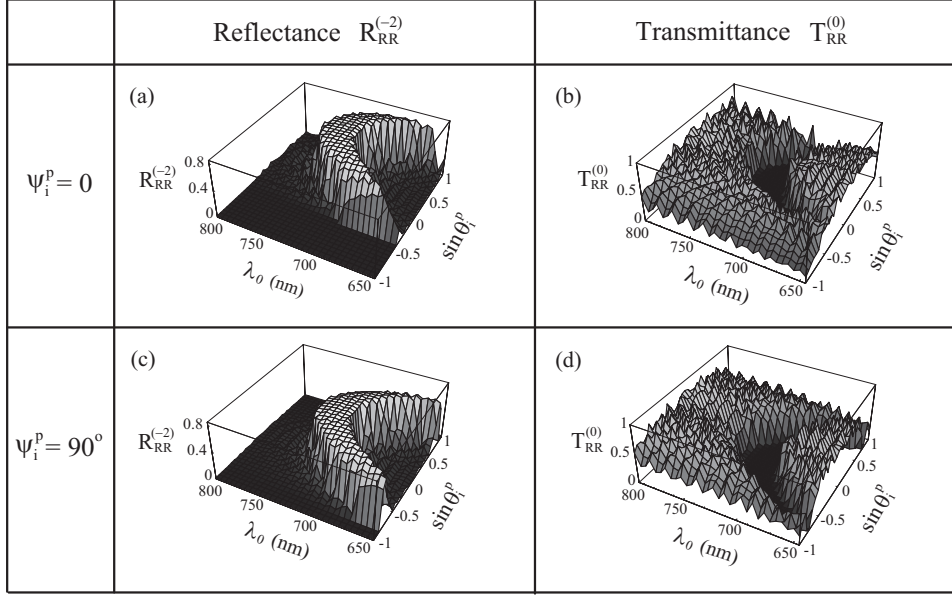 Reflectance R_RR^(-2)
Transmittance T_RR^(0)
ψ_i^p = 0
(a)
R_RR^(-2)
0.8
0.4
0
800
750
700
650
λ_0 (nm)
-1
-0.5
0
0.5
1
sinθ_i^p
(b)
T_RR^(0)
1
0.5
0
800
750
700
650
λ_0 (nm)
-1
-0.5
0
0.5
1
sinθ_i^p
ψ_i^p = 90°
(c)
R_RR^(-2)
0.8
0.4
0
800
750
700
650
λ_0 (nm)
-1
-0.5
0
0.5
1
sinθ_i^p
(d)
T_RR^(0)
1
0.5
0
800
750
700
650
λ_0 (nm)
-1
-0.5
0
0.5
1
sinθ_i^p